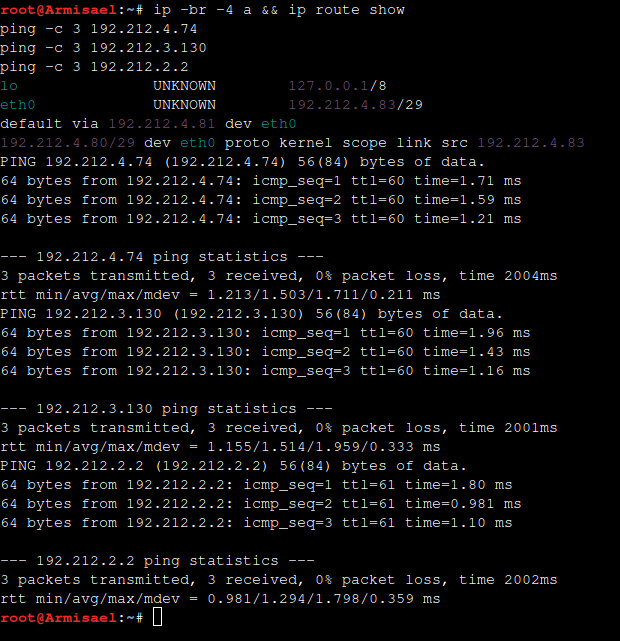 root@Armisael:~# ip -br -4 a && ip route show
ping -c 3 192.212.4.74
ping -c 3 192.212.3.130
ping -c 3 192.212.2.2
lo               UNKNOWN        127.0.0.1/8
eth0             UNKNOWN        192.212.4.83/29
default via 192.212.4.81 dev eth0
192.212.4.80/29 dev eth0 proto kernel scope link src 192.212.4.83
PING 192.212.4.74 (192.212.4.74) 56(84) bytes of data.
64 bytes from 192.212.4.74: icmp_seq=1 ttl=60 time=1.71 ms
64 bytes from 192.212.4.74: icmp_seq=2 ttl=60 time=1.59 ms
64 bytes from 192.212.4.74: icmp_seq=3 ttl=60 time=1.21 ms

--- 192.212.4.74 ping statistics ---
3 packets transmitted, 3 received, 0% packet loss, time 2004ms
rtt min/avg/max/mdev = 1.213/1.503/1.711/0.211 ms
PING 192.212.3.130 (192.212.3.130) 56(84) bytes of data.
64 bytes from 192.212.3.130: icmp_seq=1 ttl=60 time=1.96 ms
64 bytes from 192.212.3.130: icmp_seq=2 ttl=60 time=1.43 ms
64 bytes from 192.212.3.130: icmp_seq=3 ttl=60 time=1.16 ms

--- 192.212.3.130 ping statistics ---
3 packets transmitted, 3 received, 0% packet loss, time 2001ms
rtt min/avg/max/mdev = 1.155/1.514/1.959/0.333 ms
PING 192.212.2.2 (192.212.2.2) 56(84) bytes of data.
64 bytes from 192.212.2.2: icmp_seq=1 ttl=61 time=1.80 ms
64 bytes from 192.212.2.2: icmp_seq=2 ttl=61 time=0.981 ms
64 bytes from 192.212.2.2: icmp_seq=3 ttl=61 time=1.10 ms

--- 192.212.2.2 ping statistics ---
3 packets transmitted, 3 received, 0% packet loss, time 2002ms
rtt min/avg/max/mdev = 0.981/1.294/1.798/0.359 ms
root@Armisael:~#